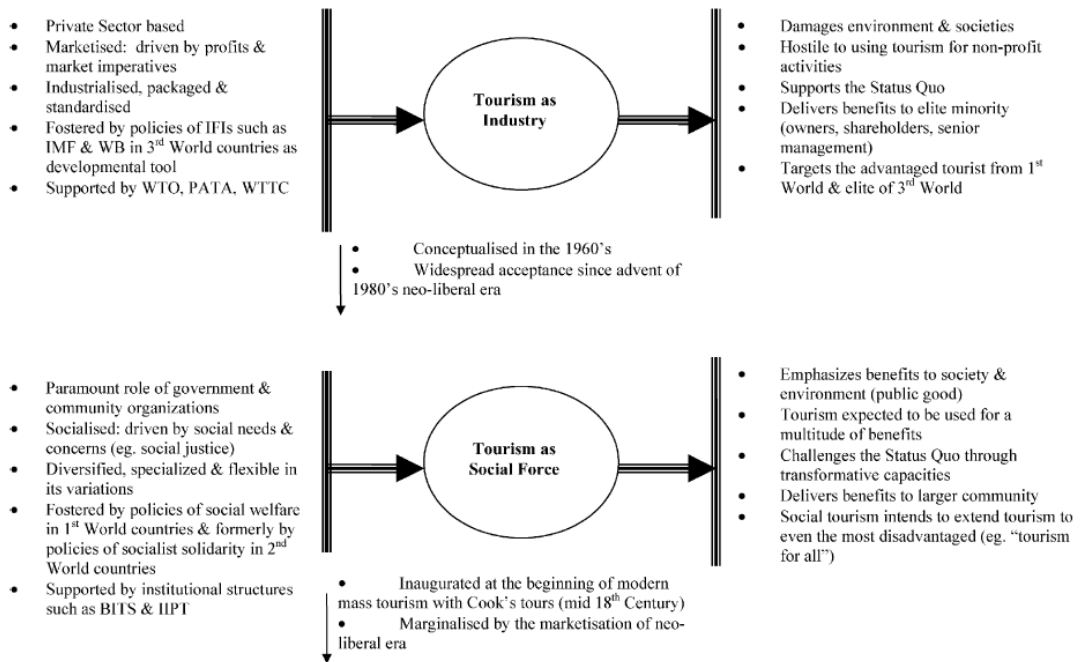 • Private Sector based
• Marketised: driven by profits &
market imperatives
• Industrialised, packaged &
standardised
• Fostered by policies of IFIs such as
IMF & WB in 3rd World countries as
developmental tool
• Supported by WTO, PATA, WTTC
Tourism as
Industry
• Damages environment & societies
• Hostile to using tourism for non-profit
activities
• Supports the Status Quo
• Delivers benefits to elite minority
(owners, shareholders, senior
management)
• Targets the advantaged tourist from 1st
World & elite of 3rd World
• Conceptualised in the 1960's
• Widespread acceptance since advent of
1980's neo-liberal era
• Paramount role of government &
community organizations
• Socialised: driven by social needs &
concerns (eg. social justice)
• Diversified, specialized & flexible in
its variations
• Fostered by policies of social welfare
in 1st World countries & formerly by
policies of socialist solidarity in 2nd
World countries
• Supported by institutional structures
such as BITS & IIPT
Tourism as
Social Force
• Emphasizes benefits to society &
environment (public good)
• Tourism expected to be used for a
multitude of benefits
• Challenges the Status Quo through
transformative capacities
• Delivers benefits to larger community
• Social tourism intends to extend tourism to
even the most disadvantaged (eg. "tourism
for all")
• Inaugurated at the beginning of modern
mass tourism with Cook's tours (mid 18th Century)
• Marginalised by the marketisation of neo-
liberal era